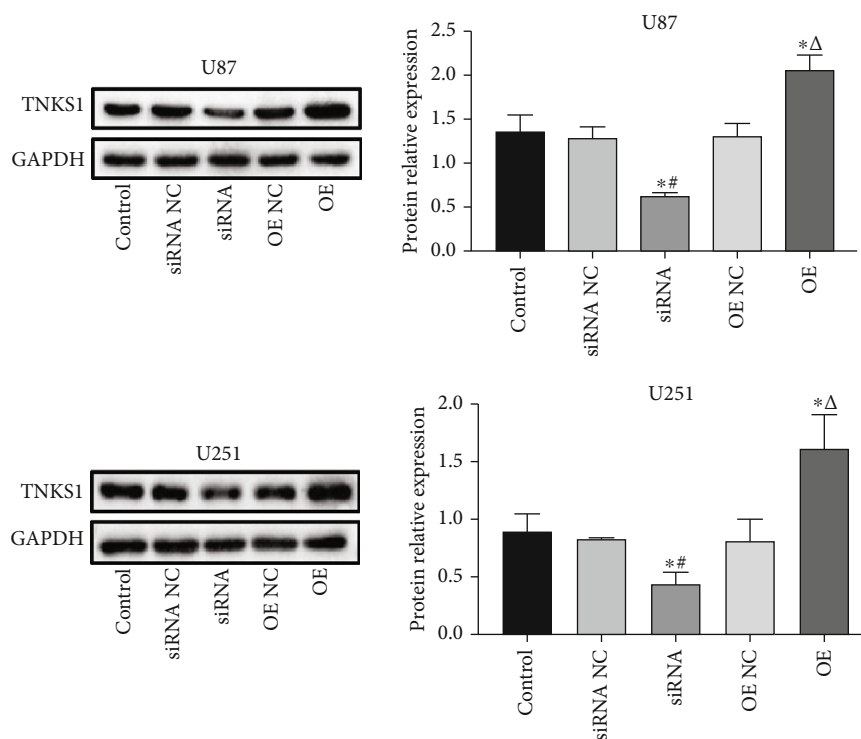 U87
TNKS1
GAPDH
Control
siRNA NC
siRNA
OE NC
OE
U87
Protein relative expression
2.5
2.0
1.5
1.0
0.5
0.0
*#
*Δ
Control
siRNA NC
siRNA
OE NC
OE
U251
TNKS1
GAPDH
Control
siRNA NC
siRNA
OE NC
OE
U251
Protein relative expression
2.0
1.5
1.0
0.5
0.0
*#
*Δ
Control
siRNA NC
siRNA
OE NC
OE